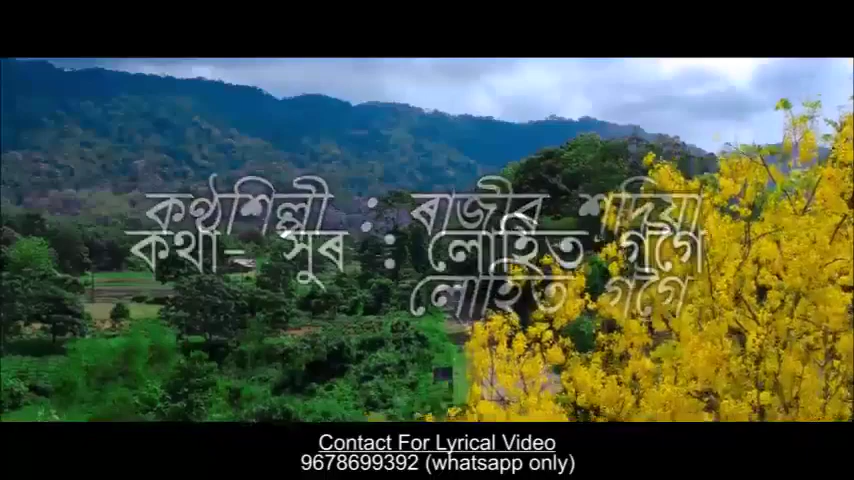 কণ্ঠশিল্পী : ৰাজীৱ শদিয়া
কথা-সুৰ : লোহিত গগৈ
লোহিত গগৈ
Contact For Lyrical Video
9678699392 (whatsapp only)